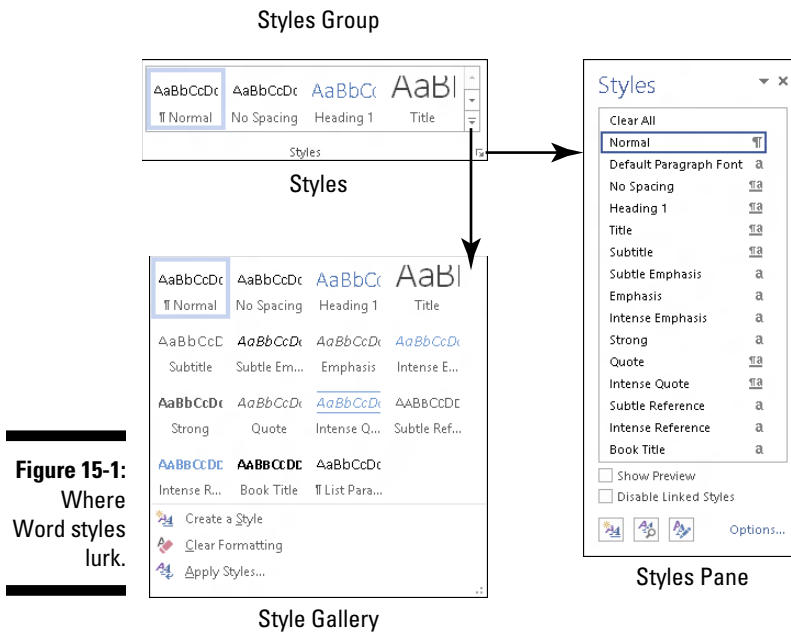 Styles Group
AaBbCcDc AaBbCcDc AaBbCc AaBl
¶ Normal No Spacing Heading 1 Title
Styles
Styles
AaBbCcDc AaBbCcDc AaBbCc AaBl
¶ Normal No Spacing Heading 1 Title
AaBbCcD AaBbCcDc AaBbCcDc AaBbCcDc
Subtitle Subtle Em... Emphasis Intense E...
AaBbCcDc AaBbCcDc AaBbCcDc AABBCCDE
Strong Quote Intense Q... Subtle Ref...
AABBCCDE AABBCCDE AaBbCcDc
Intense R... Book Title ¶ List Para...
Create a Style
Clear Formatting
Apply Styles...
Style Gallery
Styles
Clear All
Normal ¶
Default Paragraph Font a
No Spacing ¶a
Heading 1 ¶a
Title ¶a
Subtitle ¶a
Subtle Emphasis a
Emphasis a
Intense Emphasis a
Strong a
Quote ¶a
Intense Quote ¶a
Subtle Reference a
Intense Reference a
Book Title a
Show Preview
Disable Linked Styles
Options...
Styles Pane
Figure 15-1:
Where
Word styles
lurk.